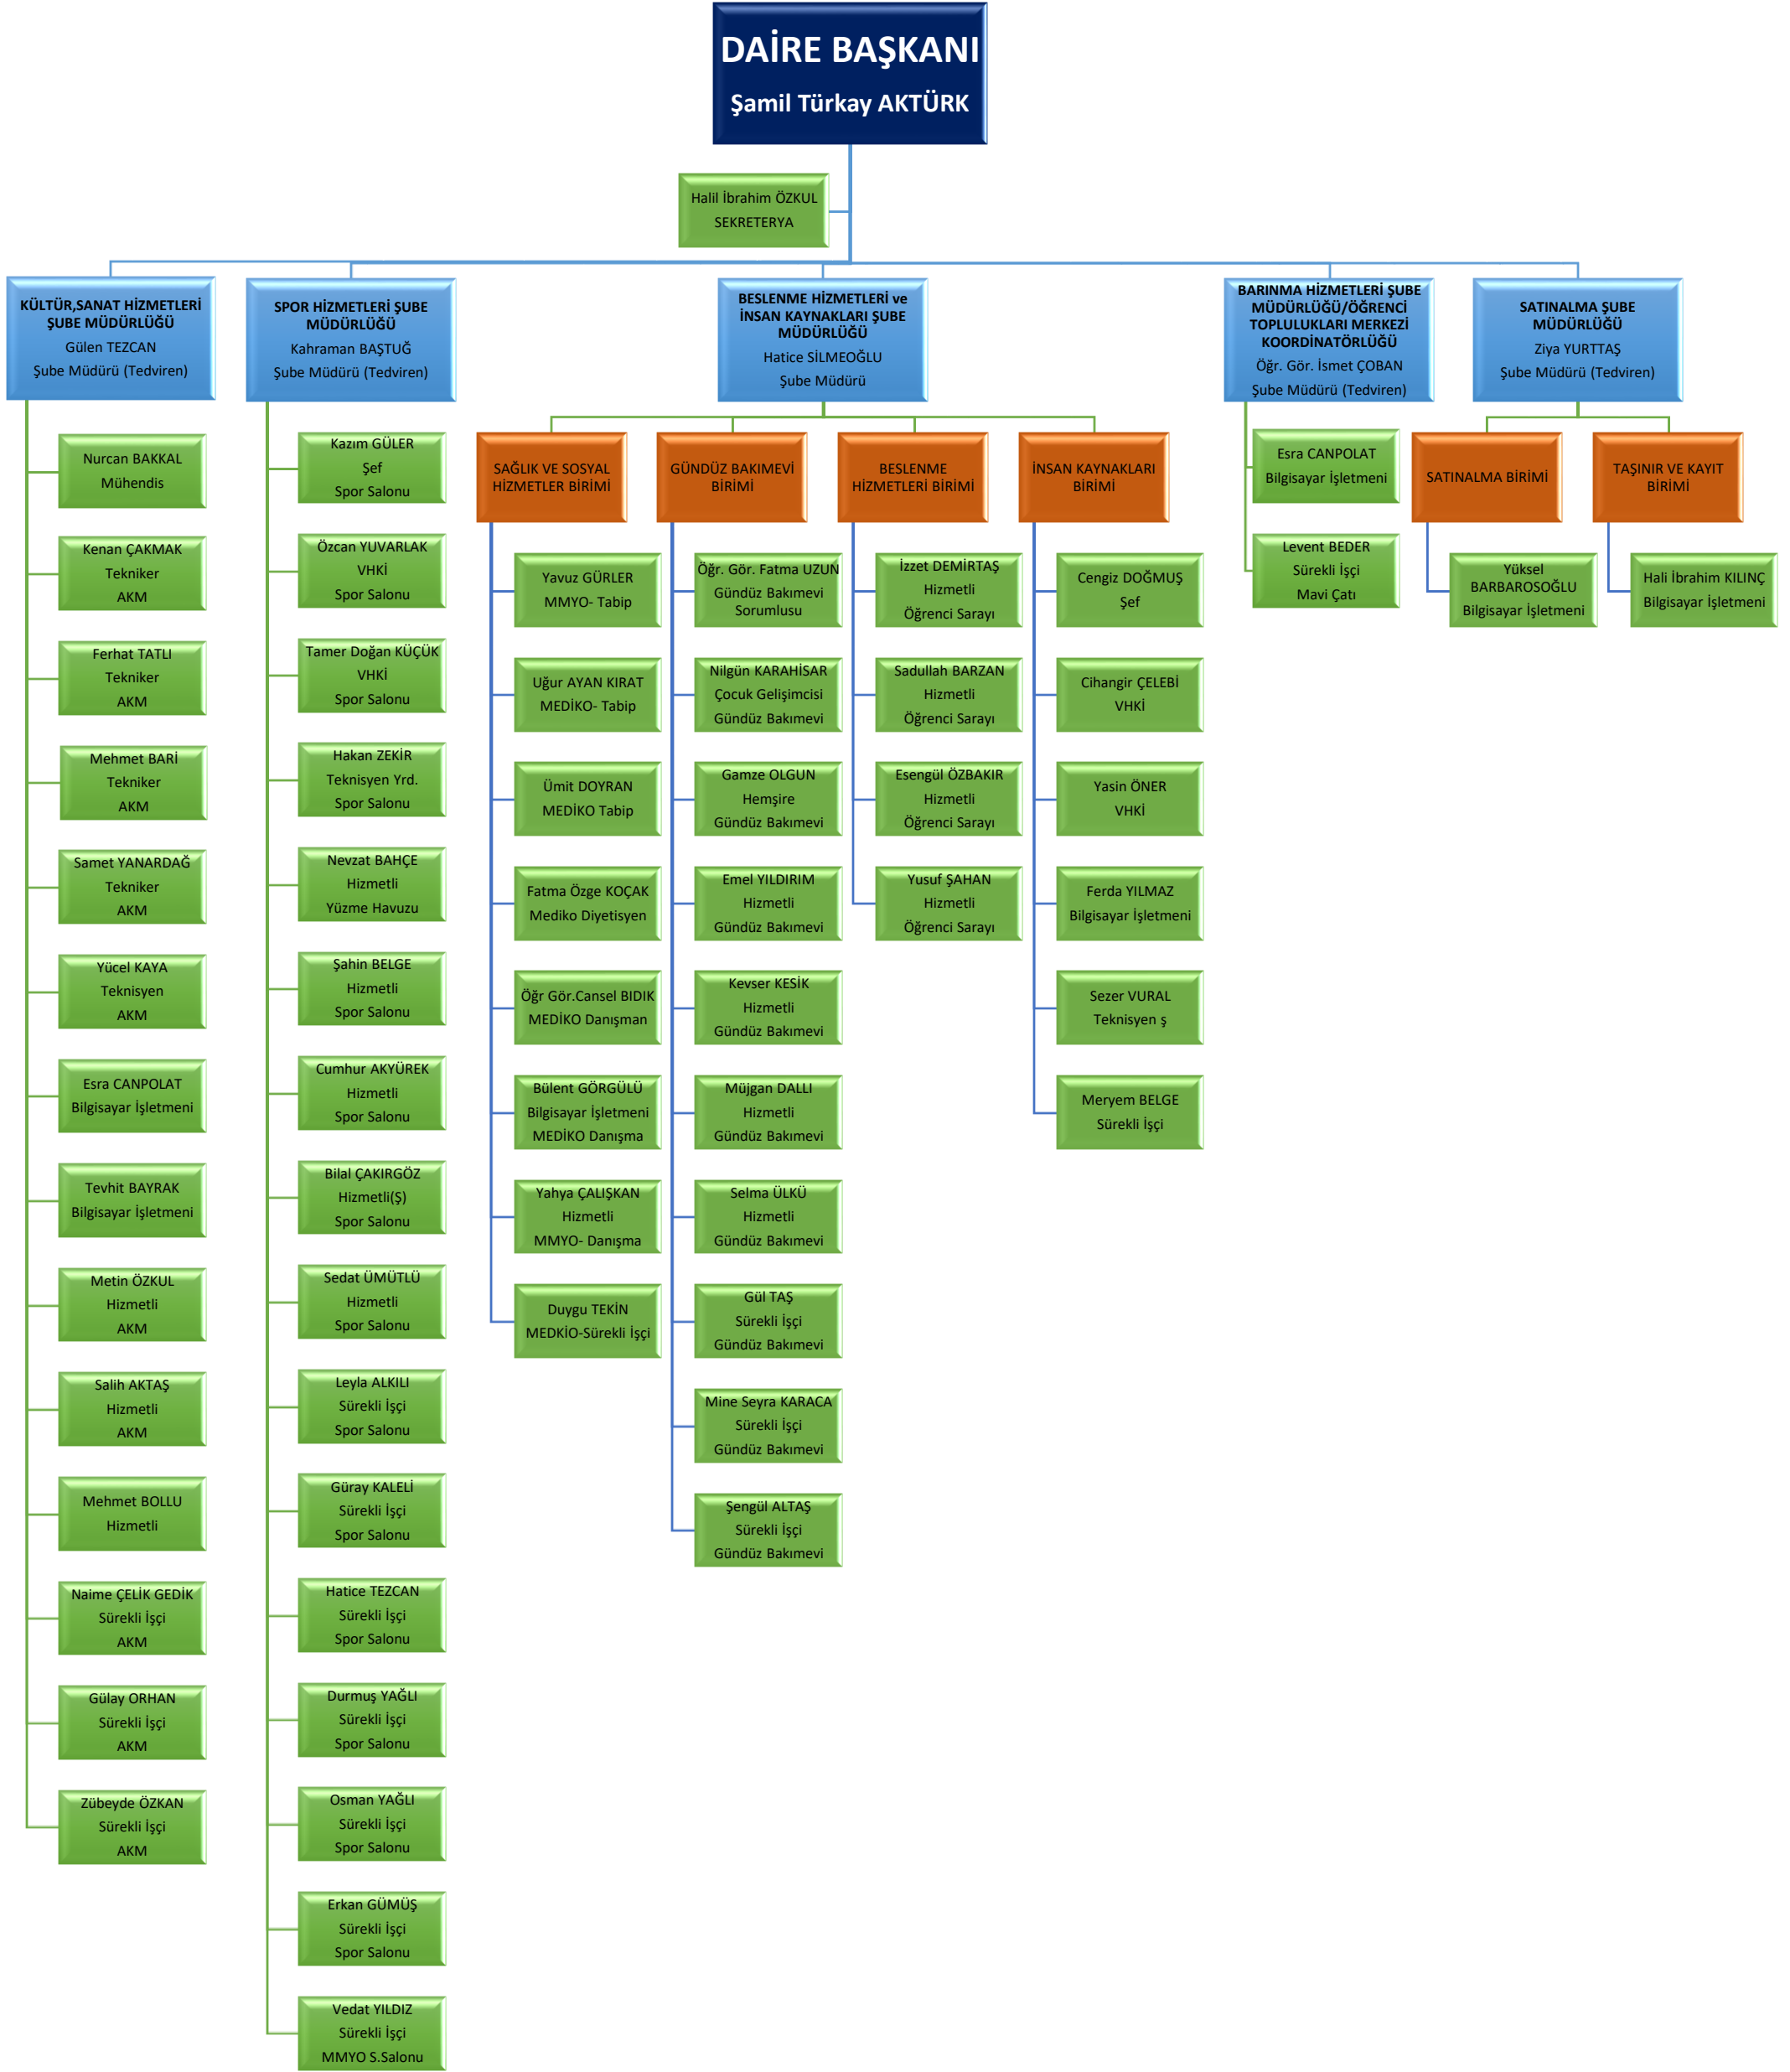 DAİRE BAŞKANI
Şamil Türkay AKTÜRK
Halil İbrahim ÖZKUL
SEKRETERYA
KÜLTÜR,SANAT HİZMETLERİ
ŞUBE MÜDÜRLÜĞÜ
Gülen TEZCAN
Şube Müdürü (Tedviren)
Nurcan BAKKAL
Mühendis
Kenan ÇAKMAK
Tekniker
AKM
Ferhat TATLI
Tekniker
AKM
Mehmet BARİ
Tekniker
AKM
Samet YANARDAĞ
Tekniker
AKM
Yücel KAYA
Teknisyen
AKM
Esra CANPOLAT
Bilgisayar İşletmeni
Tevhit BAYRAK
Bilgisayar İşletmeni
Metin ÖZKUL
Hizmetli
AKM
Salih AKTAŞ
Hizmetli
AKM
Mehmet BOLLU
Hizmetli
Naime ÇELİK GEDİK
Sürekli İşçi
AKM
Gülay ORHAN
Sürekli İşçi
AKM
Zübeyde ÖZKAN
Sürekli İşçi
AKM
SPOR HİZMETLERİ ŞUBE
MÜDÜRLÜĞÜ
Kahraman BAŞTUĞ
Şube Müdürü (Tedviren)
Kazım GÜLER
Şef
Spor Salonu
Özcan YUVARLAK
VHKİ
Spor Salonu
Tamer Doğan KÜÇÜK
VHKİ
Spor Salonu
Hakan ZEKİR
Teknisyen Yrd.
Spor Salonu
Nevzat BAHÇE
Hizmetli
Yüzme Havuzu
Şahin BELGE
Hizmetli
Spor Salonu
Cumhur AKYÜREK
Hizmetli
Spor Salonu
Bilal ÇAKIRGÖZ
Hizmetli(Ş)
Spor Salonu
Sedat ÜMÜTLÜ
Hizmetli
Spor Salonu
Leyla ALKILI
Sürekli İşçi
Spor Salonu
Güray KALELİ
Sürekli İşçi
Spor Salonu
Hatice TEZCAN
Sürekli İşçi
Spor Salonu
Durmuş YAĞLI
Sürekli İşçi
Spor Salonu
Osman YAĞLI
Sürekli İşçi
Spor Salonu
Erkan GÜMÜŞ
Sürekli İşçi
Spor Salonu
Vedat YILDIZ
Sürekli İşçi
MMYO S.Salonu
BESLENME HİZMETLERİ ve
İNSAN KAYNAKLARI ŞUBE
MÜDÜRLÜĞÜ
Hatice SİLMEOĞLU
Şube Müdürü
SAĞLIK VE SOSYAL
HİZMETLER BİRİMİ
Yavuz GÜRLER
MMYO- Tabip
Uğur AYAN KIRAT
MEDİKO- Tabip
Ümit DOYRAN
MEDİKO Tabip
Fatma Özge KOÇAK
Mediko Diyetisyen
Öğr Gör.Cansel BIDIK
MEDİKO Danışman
Bülent GÖRGÜLÜ
Bilgisayar İşletmeni
MEDİKO Danışma
Yahya ÇALIŞKAN
Hizmetli
MMYO- Danışma
Duygu TEKİN
MEDKİO-Sürekli İşçi
GÜNDÜZ BAKIMEVİ
BİRİMİ
Öğr. Gör. Fatma UZUN
Gündüz Bakımevi
Sorumlusu
Nilgün KARAHİSAR
Çocuk Gelişimcisi
Gündüz Bakımevi
Gamze OLGUN
Hemşire
Gündüz Bakımevi
Emel YILDIRIM
Hizmetli
Gündüz Bakımevi
Kevser KESİK
Hizmetli
Gündüz Bakımevi
Müjgan DALLI
Hizmetli
Gündüz Bakımevi
Selma ÜLKÜ
Hizmetli
Gündüz Bakımevi
Gül TAŞ
Sürekli İşçi
Gündüz Bakımevi
Mine Seyra KARACA
Sürekli İşçi
Gündüz Bakımevi
Şengül ALTAŞ
Sürekli İşçi
Gündüz Bakımevi
BESLENME
HİZMETLERİ BİRİMİ
İzzet DEMİRTAŞ
Hizmetli
Öğrenci Sarayı
Sadullah BARZAN
Hizmetli
Öğrenci Sarayı
Esengül ÖZBAKIR
Hizmetli
Öğrenci Sarayı
Yusuf ŞAHAN
Hizmetli
Öğrenci Sarayı
İNSAN KAYNAKLARI
BİRİMİ
Cengiz DOĞMUŞ
Şef
Cihangir ÇELEBİ
VHKİ
Yasin ÖNER
VHKİ
Ferda YILMAZ
Bilgisayar İşletmeni
Sezer VURAL
Teknisyen ş
Meryem BELGE
Sürekli İşçi
BARINMA HİZMETLERİ ŞUBE
MÜDÜRLÜĞÜ/ÖĞRENCİ
TOPLULUKLARI MERKEZİ
KOORDİNATÖRLÜĞÜ
Öğr. Gör. İsmet ÇOBAN
Şube Müdürü (Tedviren)
Esra CANPOLAT
Bilgisayar İşletmeni
Levent BEDER
Sürekli İşçi
Mavi Çatı
SATINALMA ŞUBE
MÜDÜRLÜĞÜ
Ziya YURTTAŞ
Şube Müdürü (Tedviren)
SATINALMA BİRİMİ
Yüksel
BARBAROSOĞLU
Bilgisayar İşletmeni
TAŞINIR VE KAYIT
BİRİMİ
Hali İbrahim KILINÇ
Bilgisayar İşletmeni